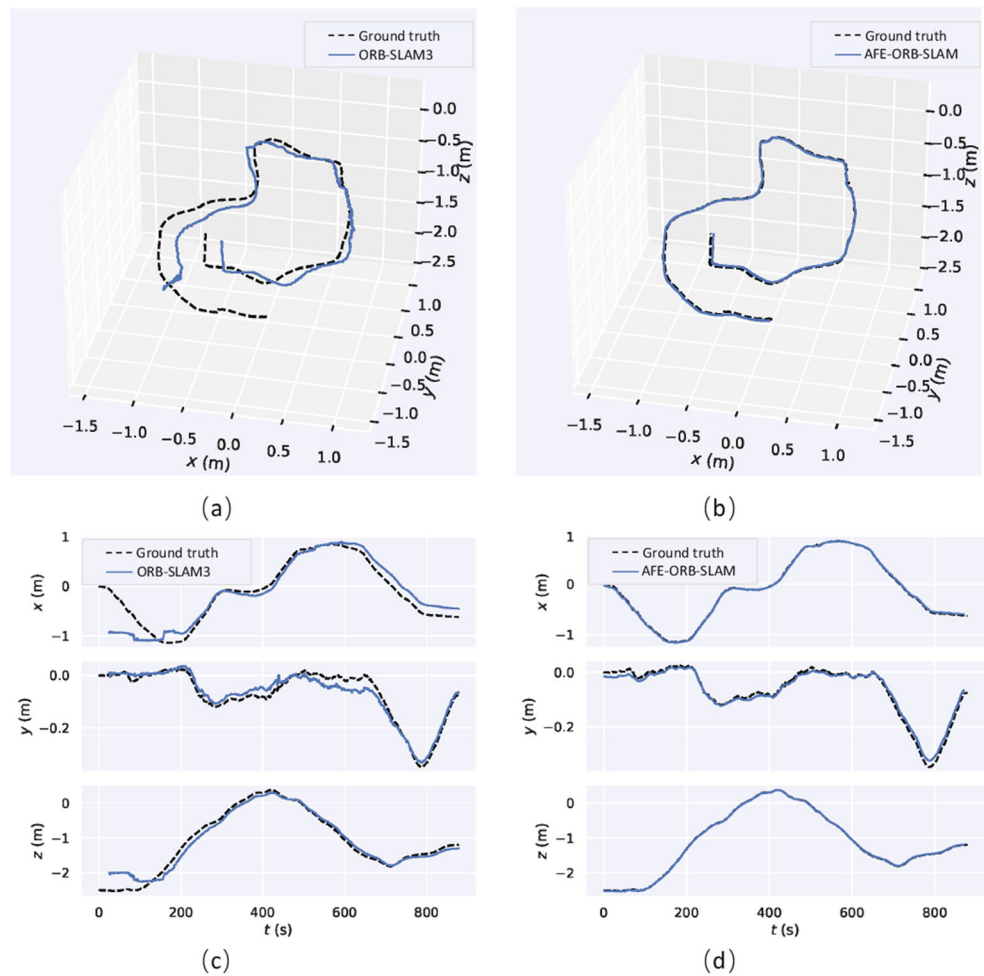 Ground truth
ORB-SLAM3
0.0
−0.5
−1.0
−1.5
−2.0
−2.5
z (m)
1.0
0.5
0.0
−0.5
−1.0
−1.5
y (m)
−1.5 −1.0 −0.5 0.0 0.5 1.0
x (m)
(a)
Ground truth
AFE-ORB-SLAM
0.0
−0.5
−1.0
−1.5
−2.0
−2.5
z (m)
1.0
0.5
0.0
−0.5
−1.0
−1.5
y (m)
−1.5 −1.0 −0.5 0.0 0.5 1.0
x (m)
(b)
Ground truth
ORB-SLAM3
1
0
−1
x (m)
0.0
−0.2
y (m)
0
−1
−2
z (m)
0 200 400 600 800
t (s)
(c)
Ground truth
AFE-ORB-SLAM
1
0
−1
x (m)
0.0
−0.2
y (m)
0
−1
−2
z (m)
0 200 400 600 800
t (s)
(d)